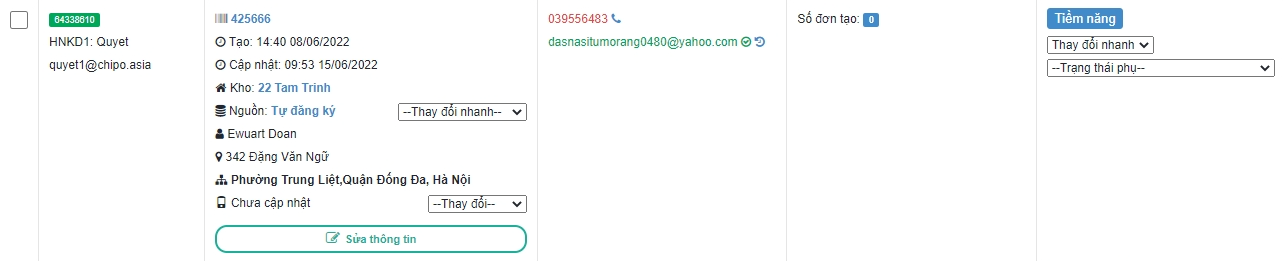 64338610
HNKD1: Quyet
quyet1@chipo.asia
425666
Tạo: 14:40 08/06/2022
Cập nhật: 09:53 15/06/2022
Kho: 22 Tam Trinh
Nguồn: Tự đăng ký --Thay đổi nhanh--
Ewuart Doan
342 Đặng Văn Ngữ
Phường Trung Liệt,Quận Đống Đa, Hà Nội
Chưa cập nhật --Thay đổi--
Sửa thông tin
039556483
dasnasitumorang0480@yahoo.com
Số đơn tạo: 0
Tiềm năng
Thay đổi nhanh
--Trạng thái phụ--